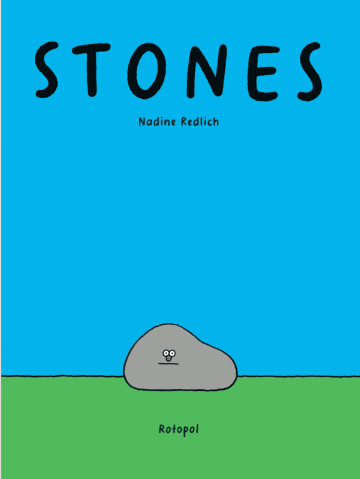 STONES
Nadine Redlich
Rotopol